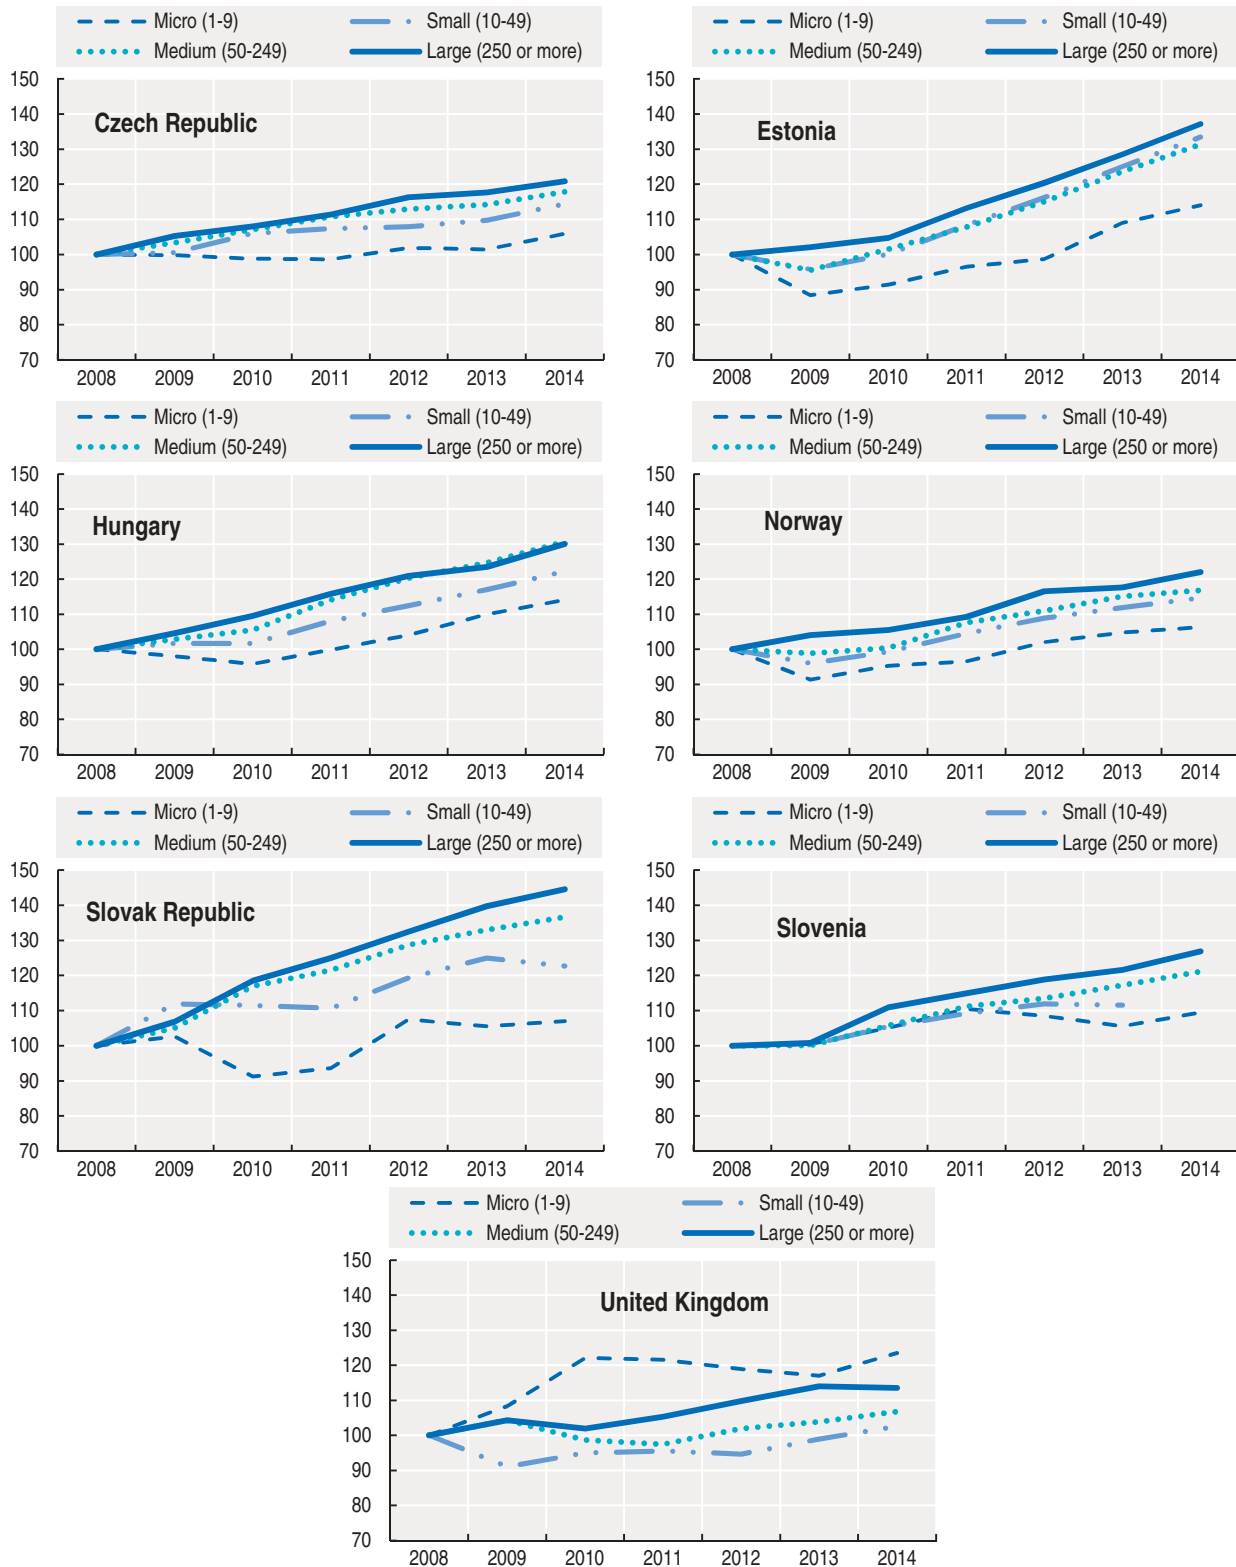 Micro (1-9) Small (10-49)
Medium (50-249) Large (250 or more)
150
140
130
120
110
100
90
80
70
Czech Republic
2008 2009 2010 2011 2012 2013 2014
Micro (1-9) Small (10-49)
Medium (50-249) Large (250 or more)
150
140
130
120
110
100
90
80
70
Estonia
2008 2009 2010 2011 2012 2013 2014
Micro (1-9) Small (10-49)
Medium (50-249) Large (250 or more)
150
140
130
120
110
100
90
80
70
Hungary
2008 2009 2010 2011 2012 2013 2014
Micro (1-9) Small (10-49)
Medium (50-249) Large (250 or more)
150
140
130
120
110
100
90
80
70
Norway
2008 2009 2010 2011 2012 2013 2014
Micro (1-9) Small (10-49)
Medium (50-249) Large (250 or more)
150
140
130
120
110
100
90
80
70
Slovak Republic
2008 2009 2010 2011 2012 2013 2014
Micro (1-9) Small (10-49)
Medium (50-249) Large (250 or more)
150
140
130
120
110
100
90
80
70
Slovenia
2008 2009 2010 2011 2012 2013 2014
Micro (1-9) Small (10-49)
Medium (50-249) Large (250 or more)
150
140
130
120
110
100
90
80
70
United Kingdom
2008 2009 2010 2011 2012 2013 2014